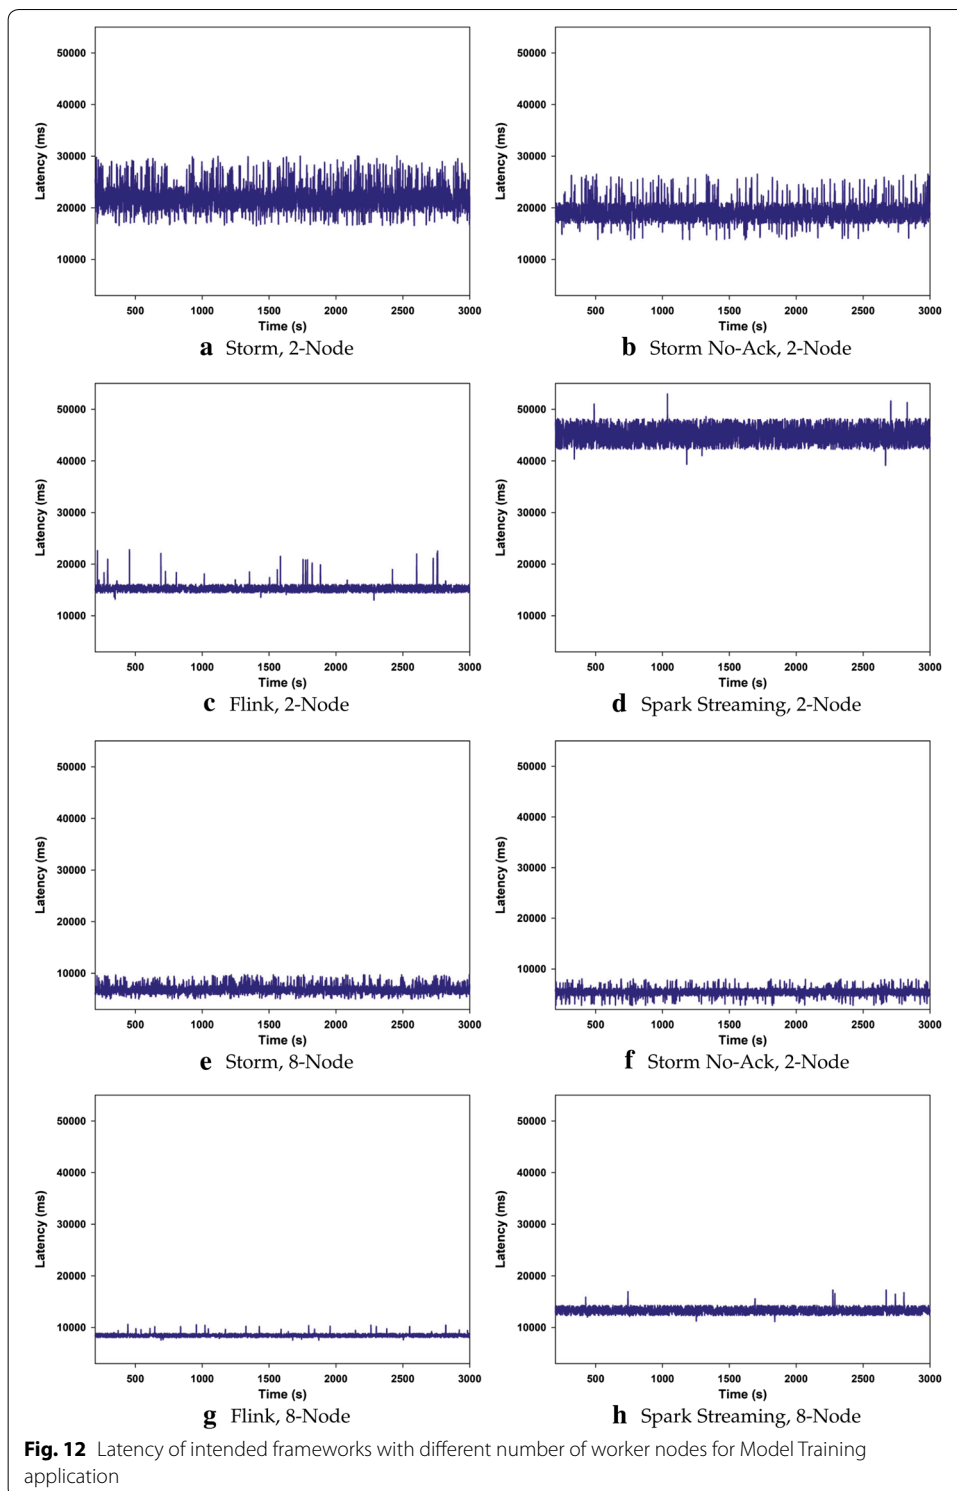 50000
40000
30000
20000
10000
Latency (ms)
500 1000 1500 2000 2500 3000
Time (s)
a Storm, 2-Node
50000
40000
30000
20000
10000
Latency (ms)
500 1000 1500 2000 2500 3000
Time (s)
b Storm No-Ack, 2-Node
50000
40000
30000
20000
10000
Latency (ms)
500 1000 1500 2000 2500 3000
Time (s)
c Flink, 2-Node
50000
40000
30000
20000
10000
Latency (ms)
500 1000 1500 2000 2500 3000
Time (s)
d Spark Streaming, 2-Node
50000
40000
30000
20000
10000
Latency (ms)
500 1000 1500 2000 2500 3000
Time (s)
e Storm, 8-Node
50000
40000
30000
20000
10000
Latency (ms)
500 1000 1500 2000 2500 3000
Time (s)
f Storm No-Ack, 2-Node
50000
40000
30000
20000
10000
Latency (ms)
500 1000 1500 2000 2500 3000
Time (s)
g Flink, 8-Node
50000
40000
30000
20000
10000
Latency (ms)
500 1000 1500 2000 2500 3000
Time (s)
h Spark Streaming, 8-Node
Fig. 12 Latency of intended frameworks with different number of worker nodes for Model Training
application